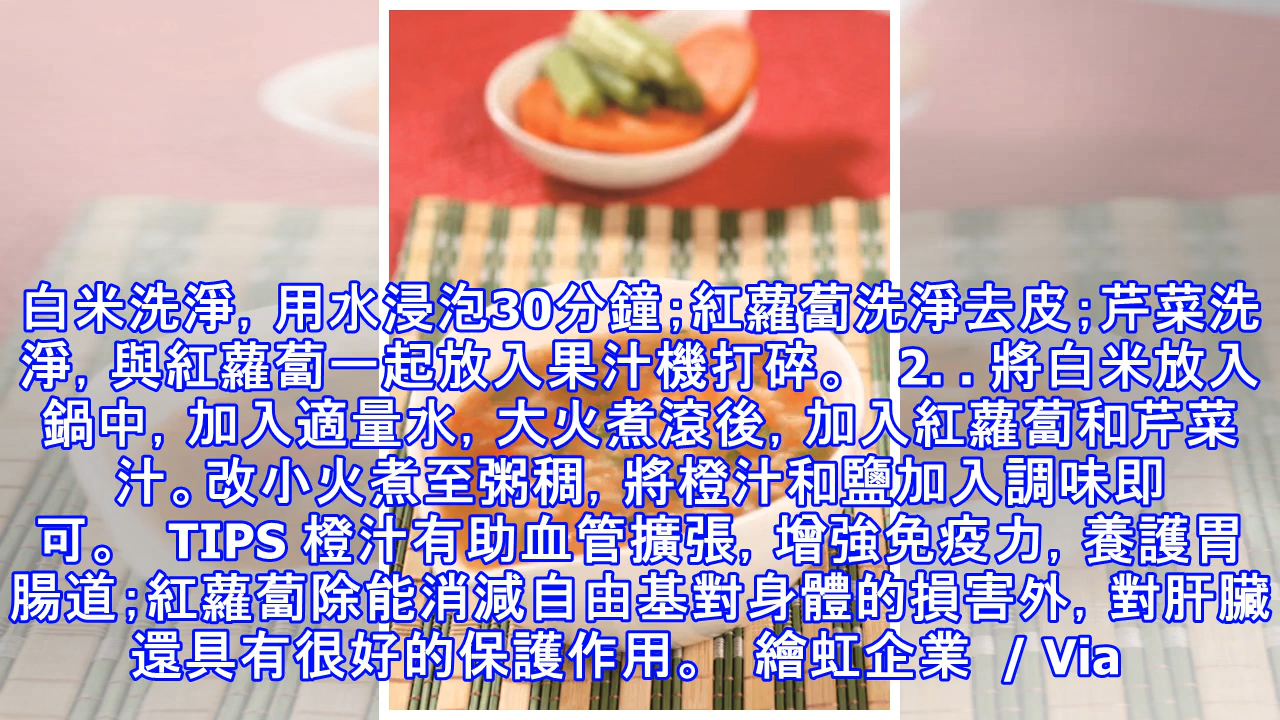 白米洗淨, 用水浸泡30分鐘;紅蘿蔔洗淨去皮;芹菜洗
淨, 與紅蘿蔔一起放入果汁機打碎。 2. . 將白米放入
鍋中, 加入適量水, 大火煮滾後, 加入紅蘿蔔和芹菜
汁。改小火煮至粥稠, 將橙汁和鹽加入調味即
可。 TIPS 橙汁有助血管擴張, 增強免疫力, 養護胃
腸道;紅蘿蔔除能消減自由基對身體的損害外, 對肝臟
還具有很好的保護作用。 繪虹企業 / Via